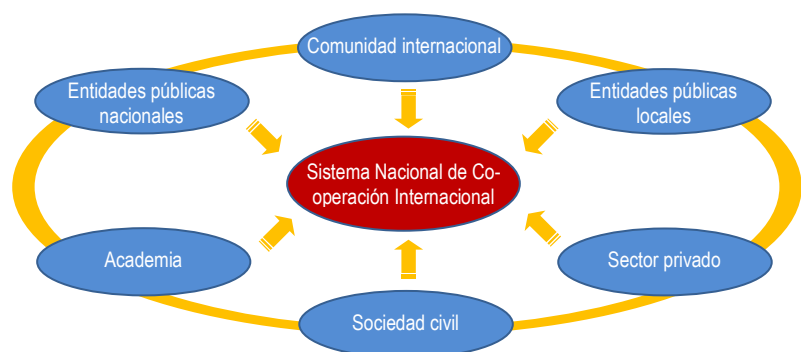 Comunidad internacional
Entidades públicas
nacionales
Entidades públicas
locales
Sistema Nacional de Co-
operación Internacional
Academia
Sector privado
Sociedad civil